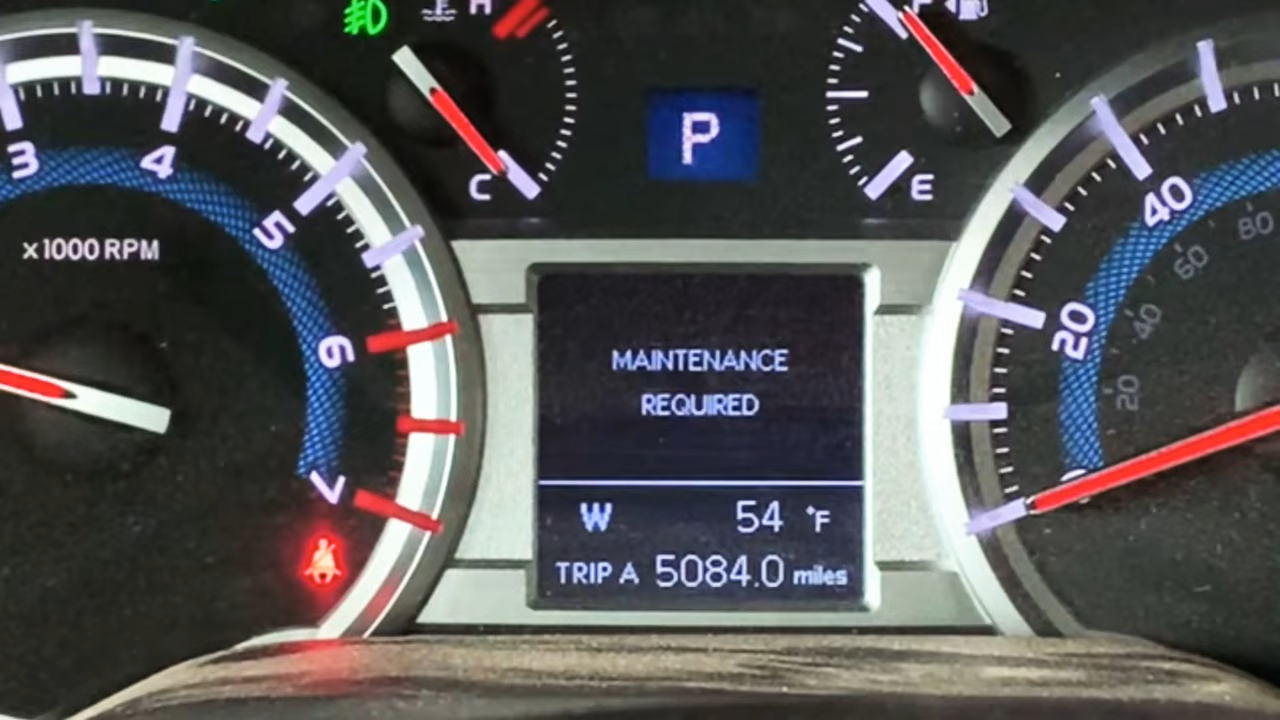 H
F
P
C
E
3
4
5
6
7
x1000 RPM
MAINTENANCE
REQUIRED
W 54 °F
TRIP A 5084.0 miles
40
20
80
60
40
20